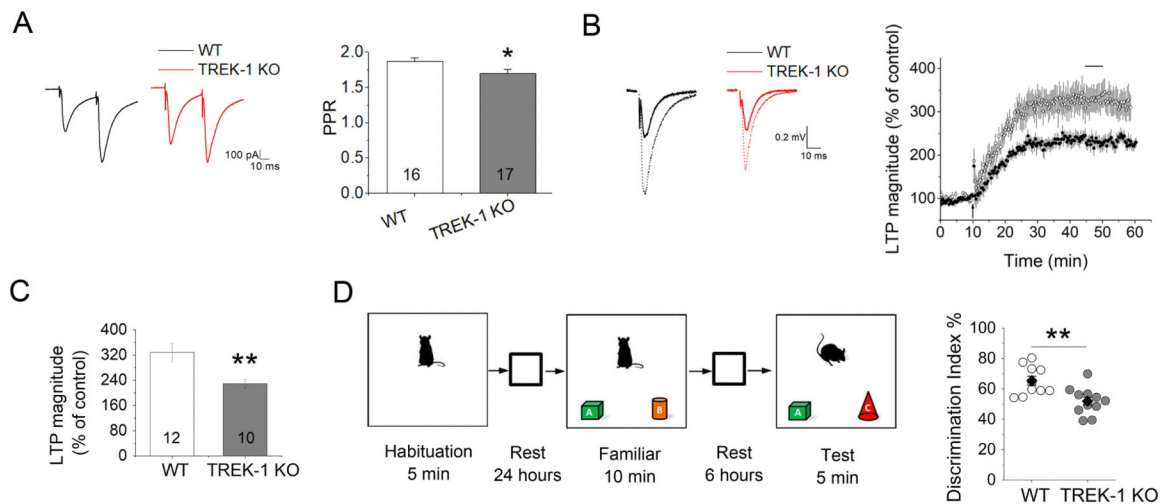 A
WT
TREK-1 KO
100 pA
10 ms
PPR
2.0
1.5
1.0
0.5
0.0
*
16
17
WT
TREK-1 KO
B
WT
TREK-1 KO
0.2 mV
10 ms
LTP magnitude (% of control)
400
300
200
100
0 10 20 30 40 50 60
Time (min)
C
LTP magnitude
(% of control)
400
320
240
160
80
0
**
12
10
WT
TREK-1 KO
D
A
B
A
C
Habituation
5 min
Rest
24 hours
Familiar
10 min
Rest
6 hours
Test
5 min
Discrimination Index %
100
80
60
40
20
0
**
WT
TREK-1 KO